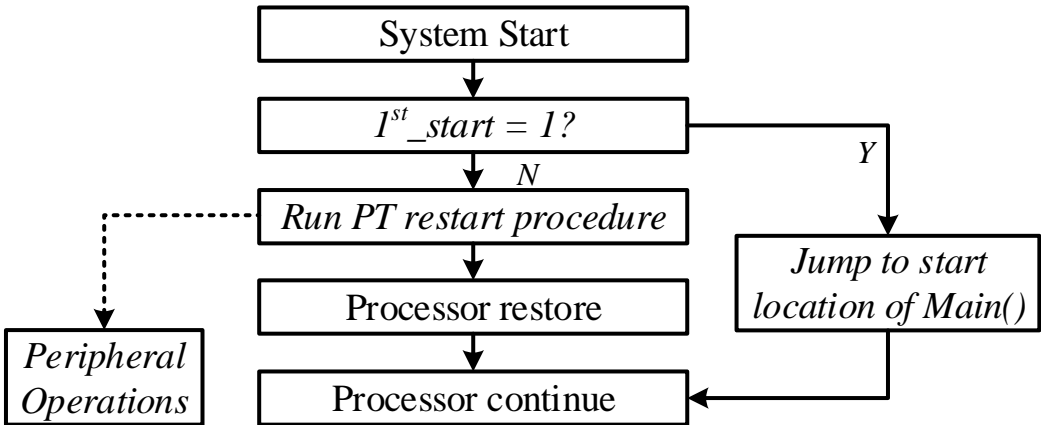 System Start
1st_start = 1?
Y
N
Run PT restart procedure
Jump to start
location of Main()
Processor restore
Peripheral
Operations
Processor continue